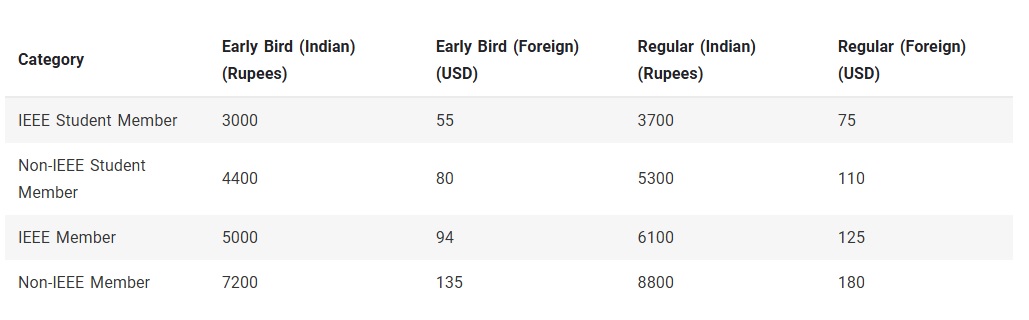 Category Early Bird (Indian) (Rupees) Early Bird (Foreign) (USD) Regular (Indian) (Rupees) Regular (Foreign) (USD)
IEEE Student Member 3000 55 3700 75
Non-IEEE Student Member 4400 80 5300 110
IEEE Member 5000 94 6100 125
Non-IEEE Member 7200 135 8800 180